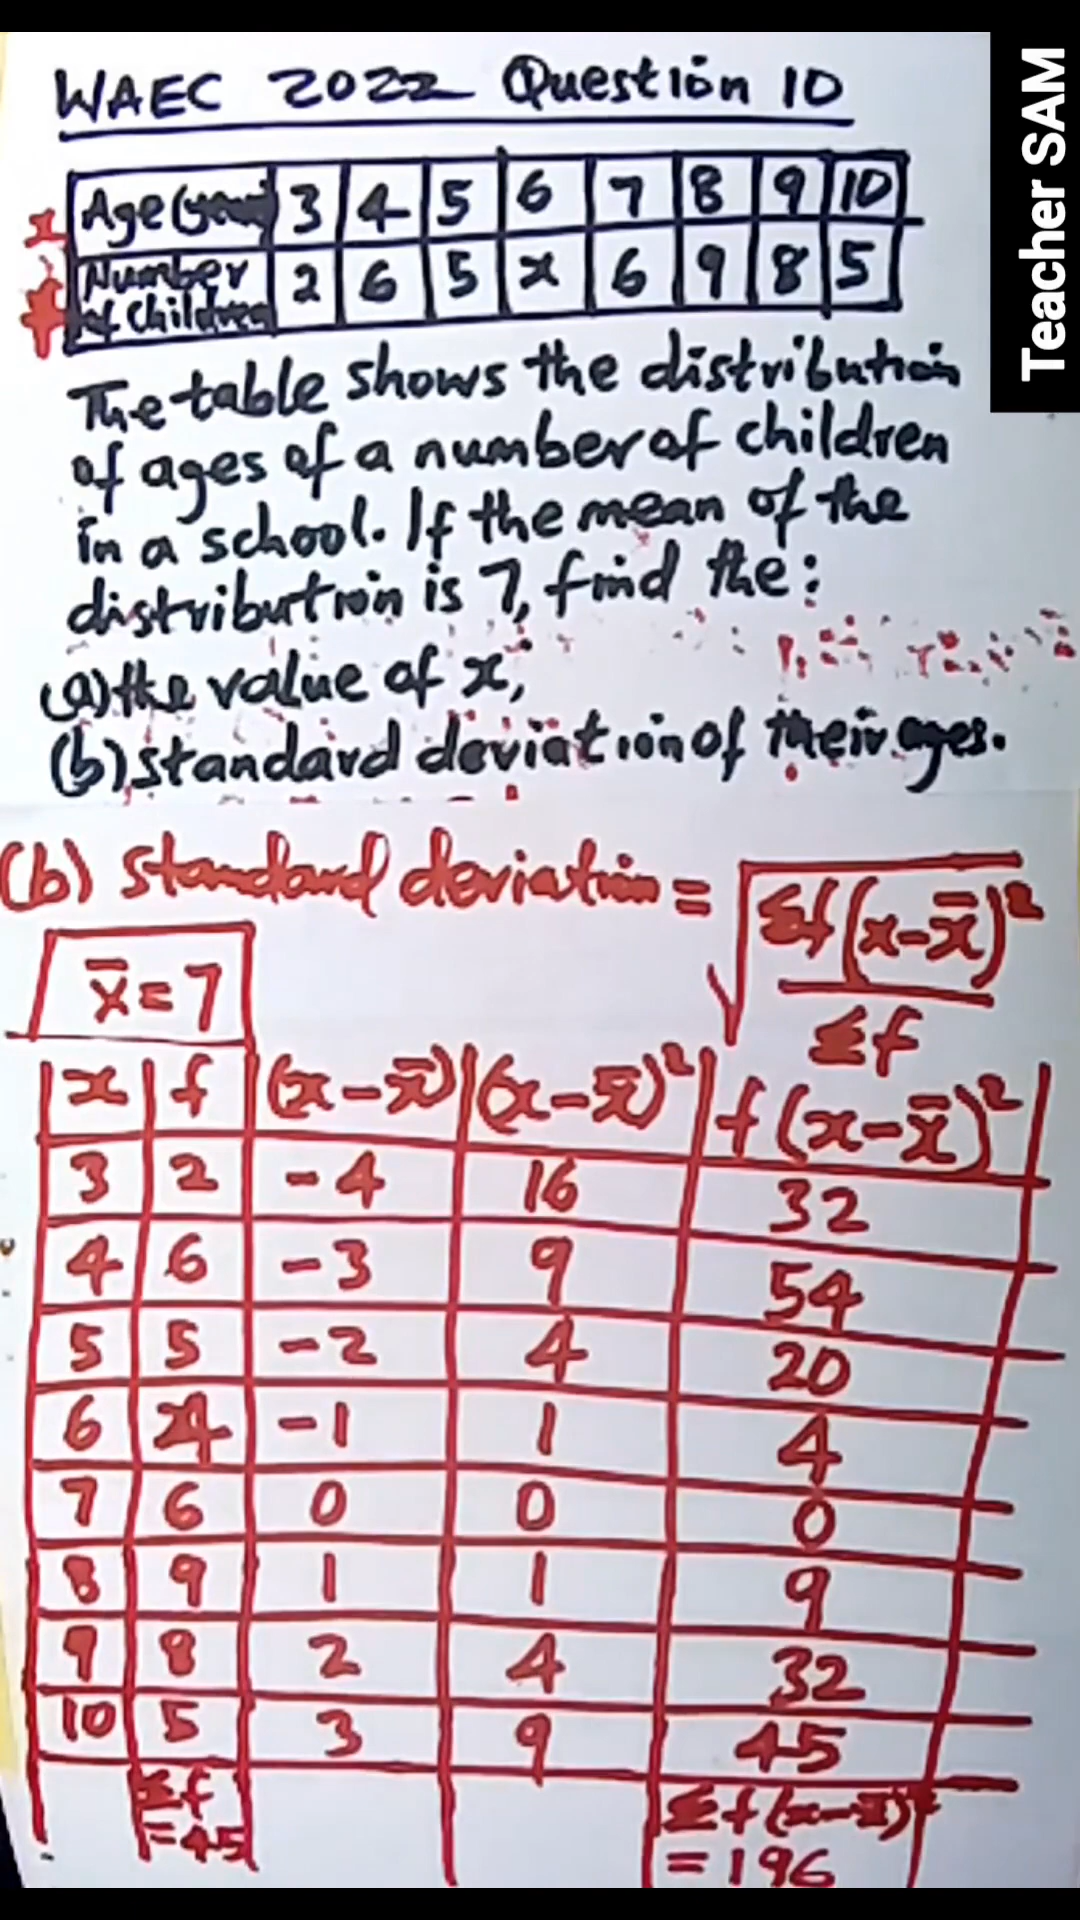 WAEC 2022 Question 10
Teacher SAM
x Age (years) 3 4 5 6 7 8 9 10
f Number of Children 2 6 5 x 6 9 8 5
The table shows the distribution
of ages of a number of children
in a school. If the mean of the
distribution is 7, find the:
(a) the value of x,
(b) standard deviation of their ages.
(b) standard deviation = √ Σf(x-x̄)²
Σf
x̄ = 7
x f (x-x̄) (x-x̄)² f(x-x̄)²
3 2 -4 16 32
4 6 -3 9 54
5 5 -2 4 20
6 4 -1 1 4
7 6 0 0 0
8 9 1 1 9
9 8 2 4 32
10 5 3 9 45
Σf Σf(x-x̄)²
=45 =196